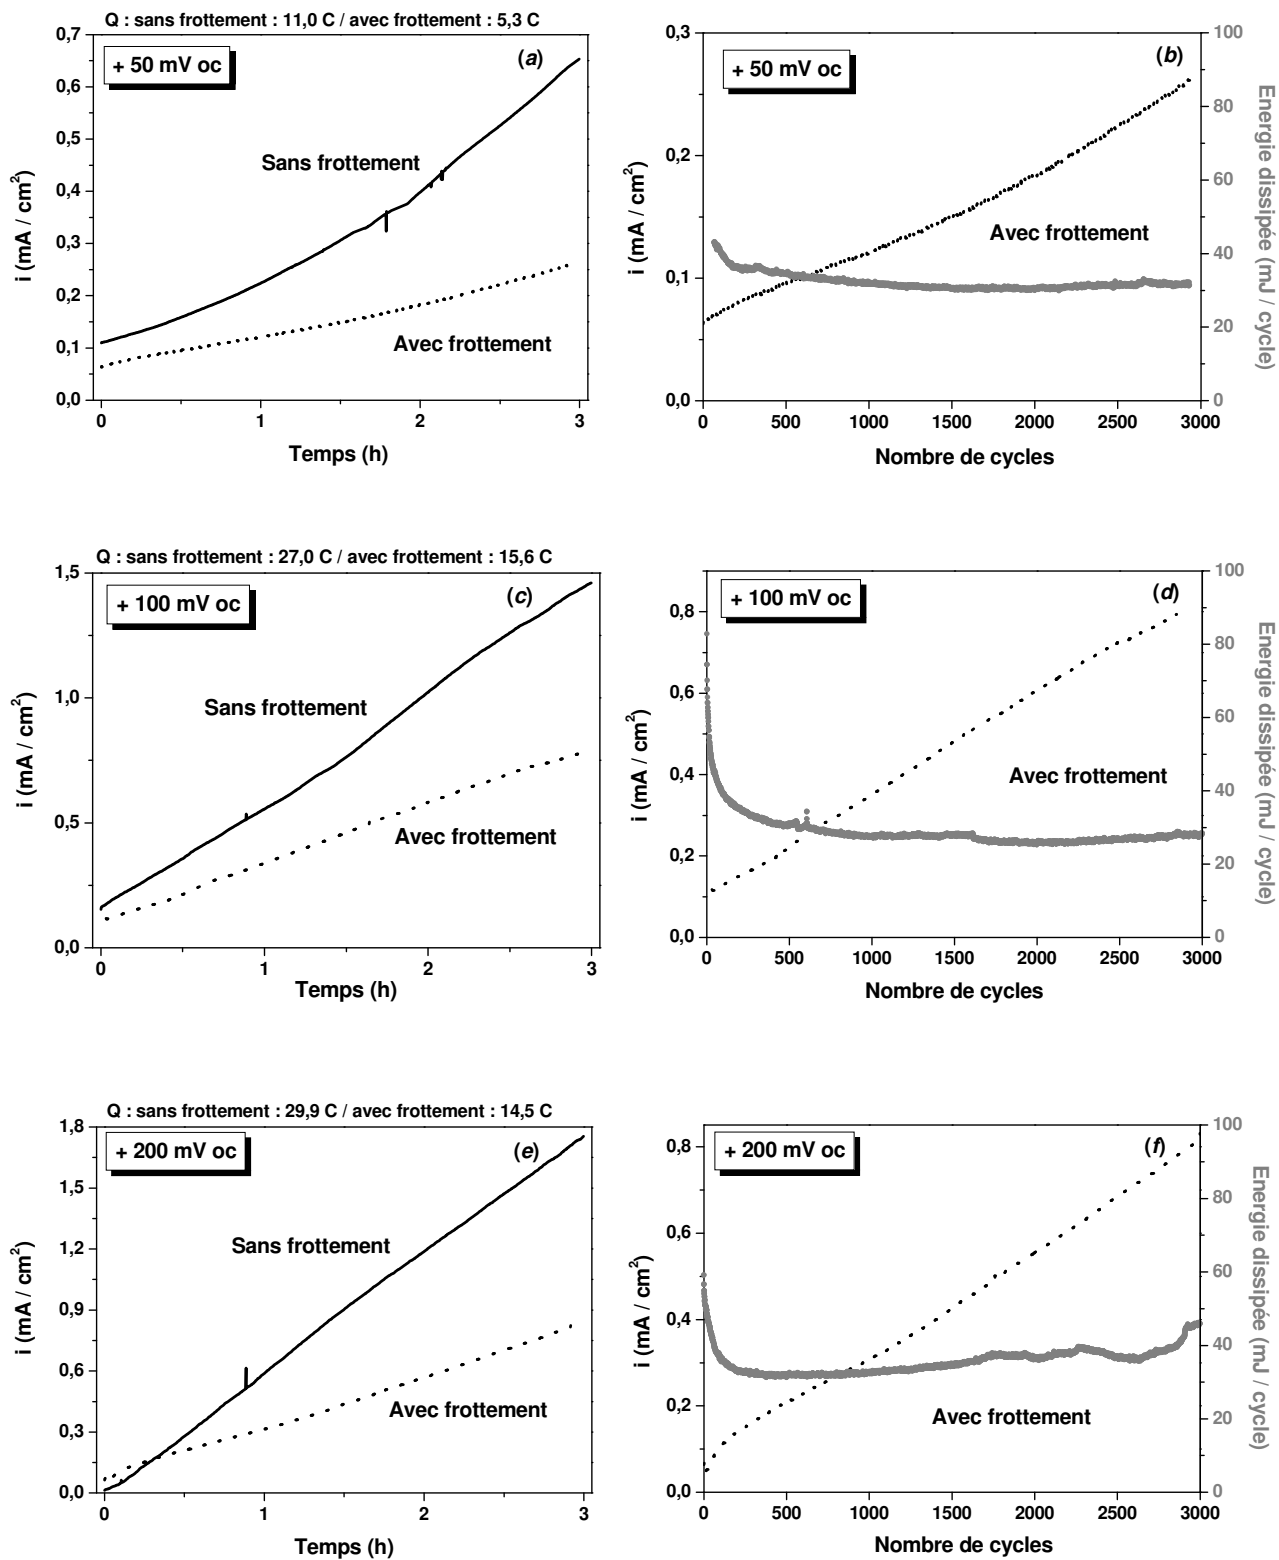 Q : sans frottement : 11,0 C / avec frottement : 5,3 C
+ 50 mV oc
(a)
0,7
0,6
0,5
0,4
0,3
0,2
0,1
0,0
i (mA / cm²)
Sans frottement
Avec frottement
0 1 2 3
Temps (h)
+ 50 mV oc
(b)
0,3
0,2
0,1
0,0
i (mA / cm²)
Avec frottement
100
80
60
40
20
0
Energie dissipée (mJ / cycle)
0 500 1000 1500 2000 2500 3000
Nombre de cycles
Q : sans frottement : 27,0 C / avec frottement : 15,6 C
+ 100 mV oc
(c)
1,5
1,0
0,5
0,0
i (mA / cm²)
Sans frottement
Avec frottement
0 1 2 3
Temps (h)
+ 100 mV oc
(d)
0,8
0,6
0,4
0,2
0,0
i (mA / cm²)
Avec frottement
100
80
60
40
20
0
Energie dissipée (mJ / cycle)
0 500 1000 1500 2000 2500 3000
Nombre de cycles
Q : sans frottement : 29,9 C / avec frottement : 14,5 C
+ 200 mV oc
(e)
1,8
1,5
1,2
0,9
0,6
0,3
0,0
i (mA / cm²)
Sans frottement
Avec frottement
0 1 2 3
Temps (h)
+ 200 mV oc
(f)
0,8
0,6
0,4
0,2
0,0
i (mA / cm²)
Avec frottement
100
80
60
40
20
0
Energie dissipée (mJ / cycle)
0 500 1000 1500 2000 2500 3000
Nombre de cycles